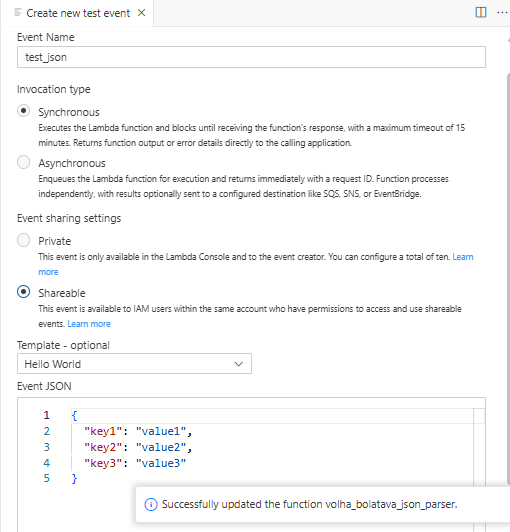 Create new test event
Event Name
test_json
Invocation type
Synchronous
Executes the Lambda function and blocks until receiving the function's response, with a maximum timeout of 15
minutes. Returns function output or error details directly to the calling application.
Asynchronous
Enqueues the Lambda function for execution and returns immediately with a request ID. Function processes
independently, with results optionally sent to a configured destination like SQS, SNS, or EventBridge.
Event sharing settings
Private
This event is only available in the Lambda Console and to the event creator. You can configure a total of ten. Learn
more
Shareable
This event is available to IAM users within the same account who have permissions to access and use shareable
events. Learn more
Template - optional
Hello World
Event JSON
1 {
2 "key1": "value1",
3 "key2": "value2",
4 "key3": "value3"
5 }
Successfully updated the function volha_bolatava_json_parser.